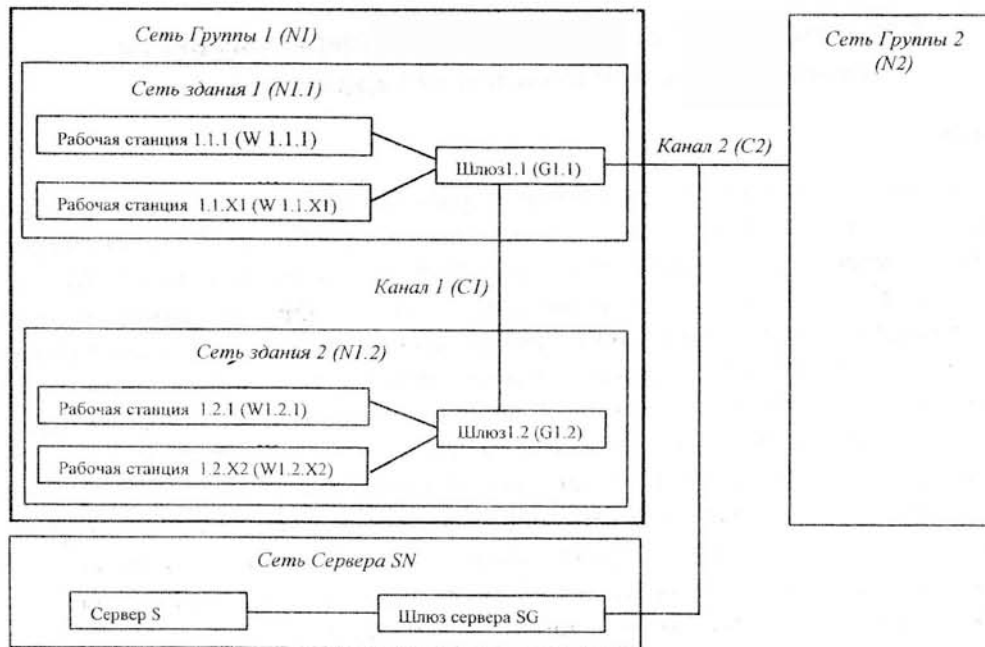 Сеть Группы 1 (N1)
Сеть здания 1 (N1.1)
Рабочая станция 1.1.1 (W 1.1.1)
...
Рабочая станция 1.1.X1 (W 1.1.X1)
Шлюз1.1 (G1.1)
Канал 1 (C1)
Сеть здания 2 (N1.2)
Рабочая станция 1.2.1 (W1.2.1)
...
Рабочая станция 1.2.X2 (W1.2.X2)
Шлюз1.2 (G1.2)
Канал 2 (C2)
Сеть Группы 2
(N2)
Сеть Сервера SN
Сервер S
Шлюз сервера SG